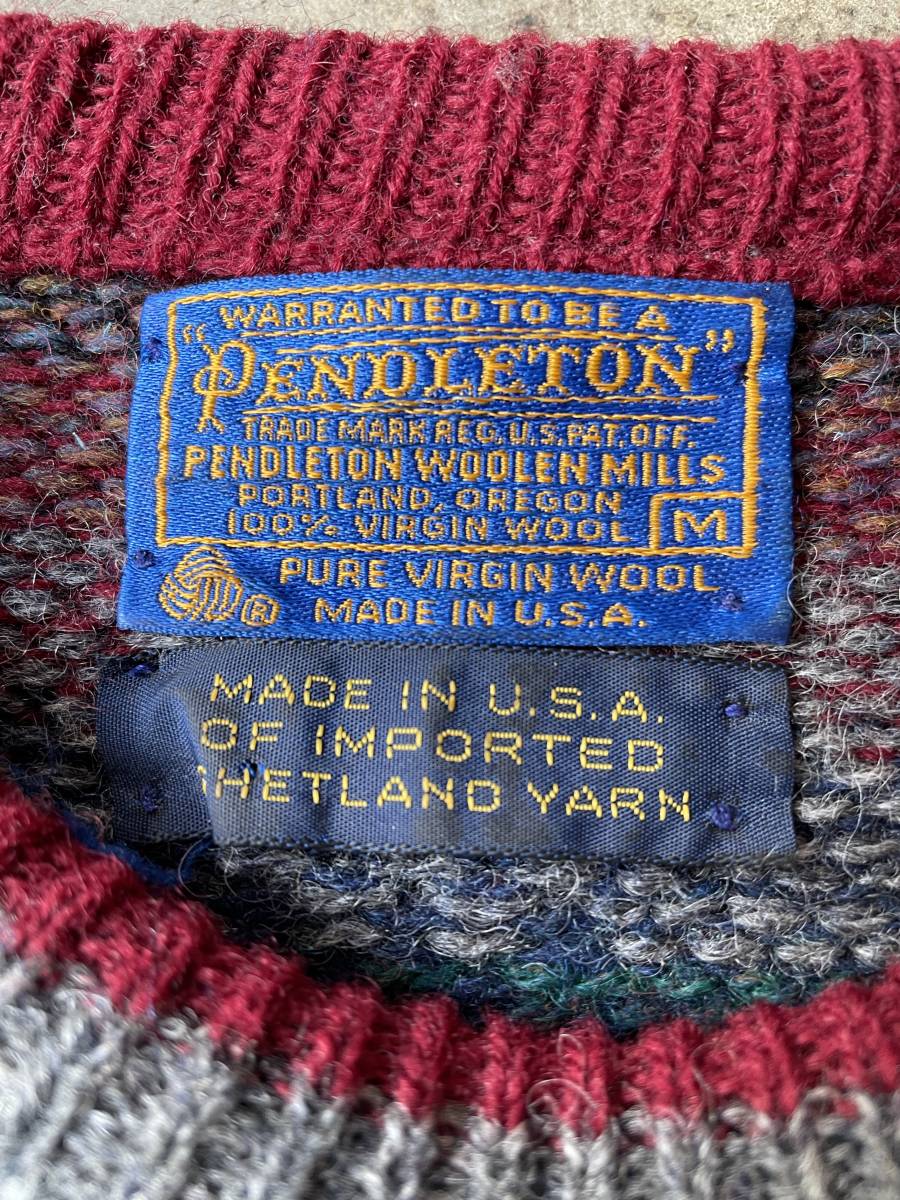 WARRANTED TO BE A
"PENDLETON"
TRADE MARK REG. U.S. PAT. OFF.
PENDLETON WOOLEN MILLS
PORTLAND, OREGON
100% VIRGIN WOOL M
PURE VIRGIN WOOL
® MADE IN U.S.A.
MADE IN U.S.A.
OF IMPORTED
SHETLAND YARN